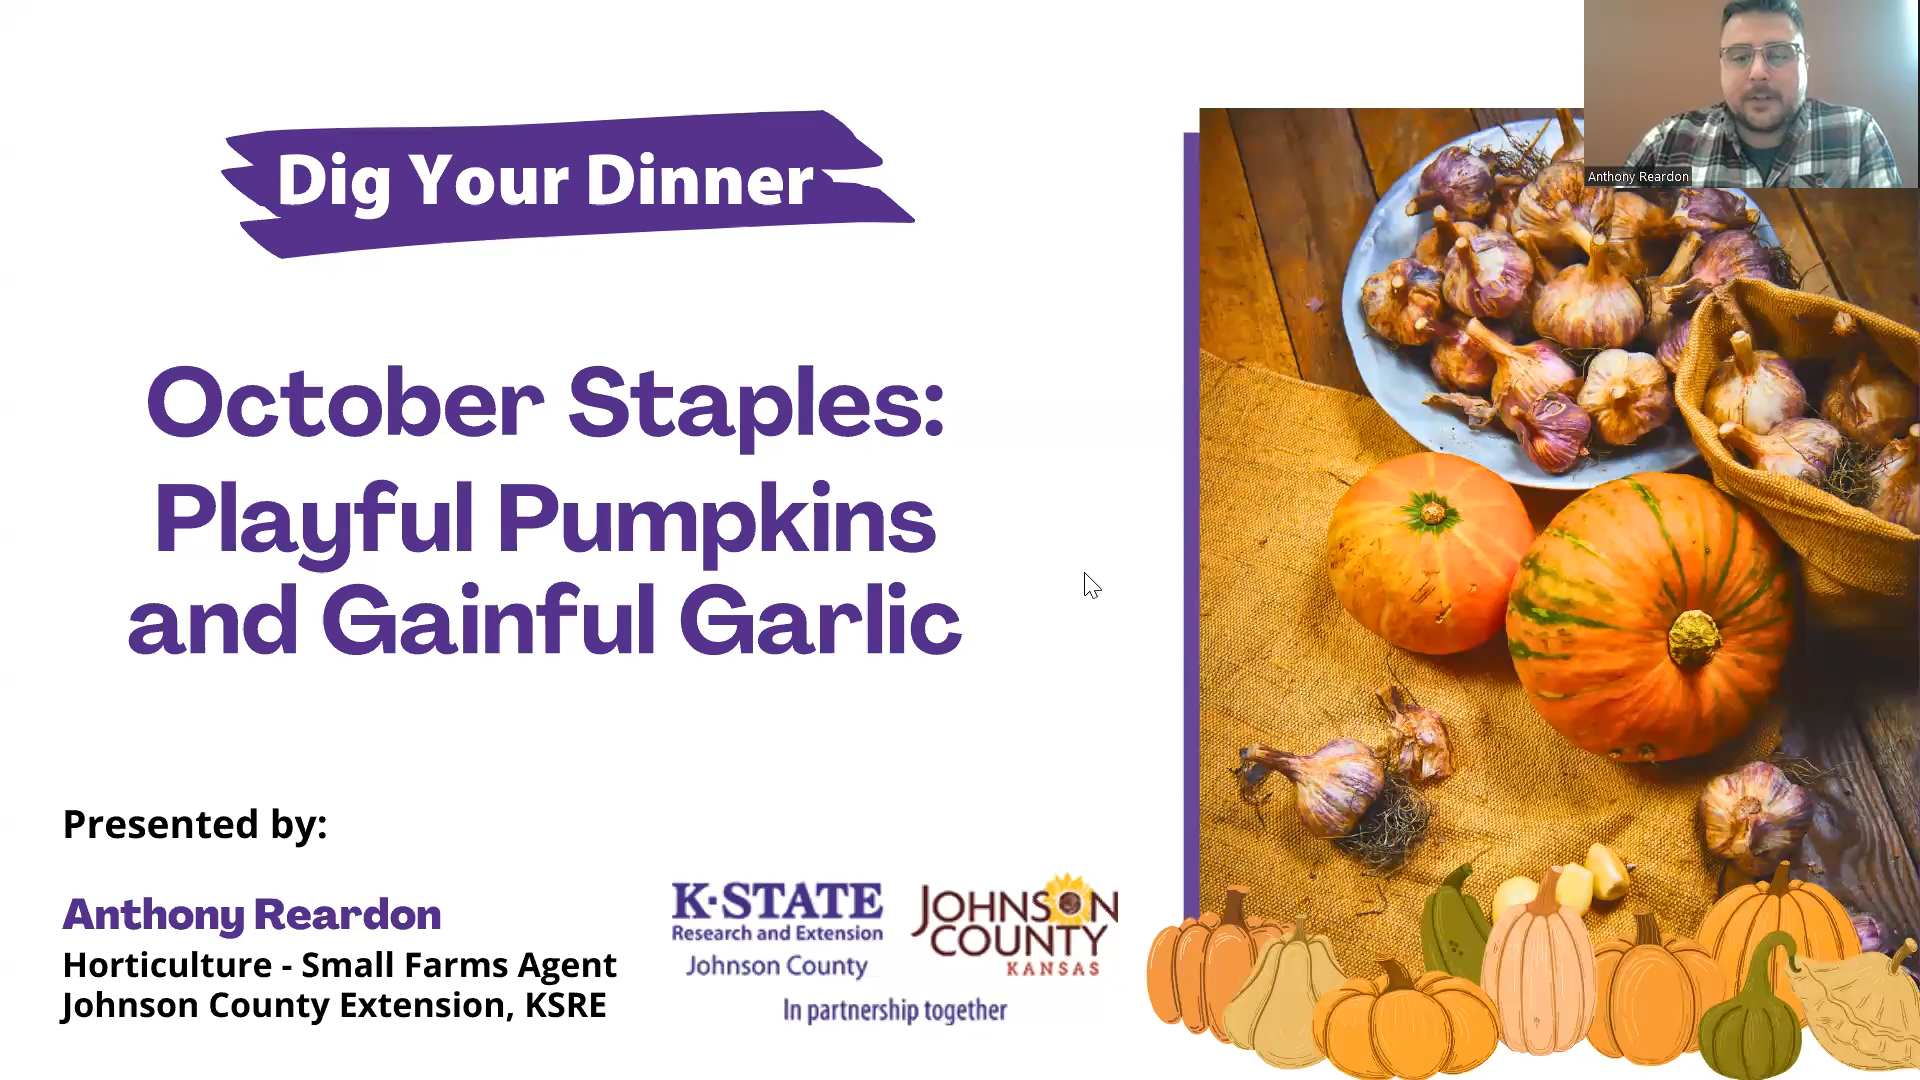 Dig Your Dinner
October Staples:
Playful Pumpkins
and Gainful Garlic
Presented by:
Anthony Reardon
Horticulture - Small Farms Agent
Johnson County Extension, KSRE
K-STATE
Research and Extension
Johnson County
JOHNSON
COUNTY
KANSAS
In partnership together
Anthony Reardon